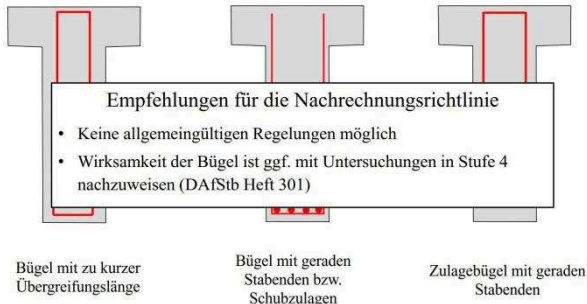 Empfehlungen für die Nachrechnungsrichtlinie
• Keine allgemeingültigen Regelungen möglich
• Wirksamkeit der Bügel ist ggf. mit Untersuchungen in Stufe 4
nachzuweisen (DAfStb Heft 301)
Bügel mit zu kurzer
Übergreifungslänge
Bügel mit geraden
Stabenden bzw.
Schubzulagen
Zulagebügel mit geraden
Stabenden